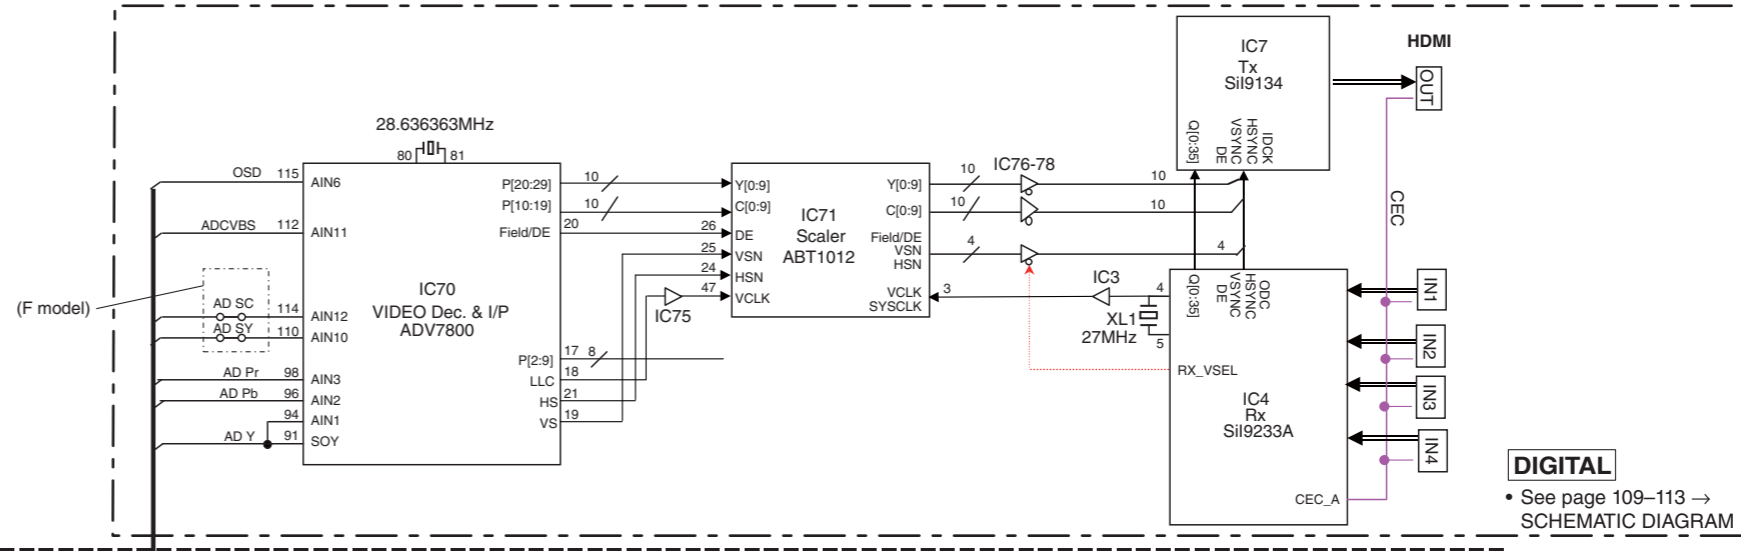 HDMI
IC7
Tx
SiI9134
Q[0:35]
DE
VSYNC
HSYNC
IDCK
OUT
28.636363MHz
80
81
OSD
115
AIN6
ADCVBS
112
AIN11
(F model)
AD SC
114
AIN12
AD SY
110
AIN10
AD Pr
98
AIN3
AD Pb
96
AIN2
94
AIN1
AD Y
91
SOY
IC70
VIDEO Dec. & I/P
ADV7800
P[20:29]
10
P[10:19]
10
Field/DE
20
P[2:9]
17
8
LLC
18
HS
21
VS
19
IC75
Y[0:9]
C[0:9]
26
DE
25
VSN
24
HSN
47
VCLK
IC71
Scaler
ABT1012
Y[0:9]
10
C[0:9]
10
Field/DE
VSN
HSN
4
VCLK
SYSCLK
3
IC76-78
10
10
4
IC3
4
XL1
27MHz
5
Q[0:35]
DE
VSYNC
HSYNC
ODC
RX_VSEL
IC4
Rx
SiI9233A
CEC_A
CEC
IN1
IN2
IN3
IN4
DIGITAL
• See page 109–113 →
SCHEMATIC DIAGRAM